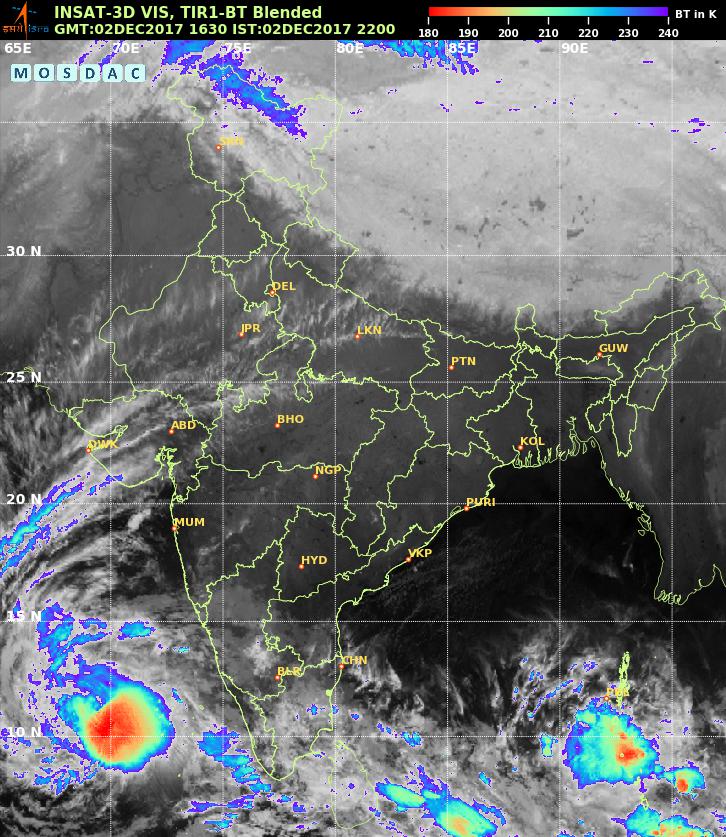 INSAT-3D VIS, TIR1-BT Blended
GMT:02DEC2017 1630 IST:02DEC2017 2200
BT in K
180 190 200 210 220 230 240
65E 70E 75E 80E 85E 90E
MOSDAC
SRN
30 N
DEL
JPR LKN
GUW
PTN
25 N
ABD BHO
DWK KOL
NGP
20 N PURI
MUM
VKP
HYD
15 N
CHN
BLR
PBL
10 N